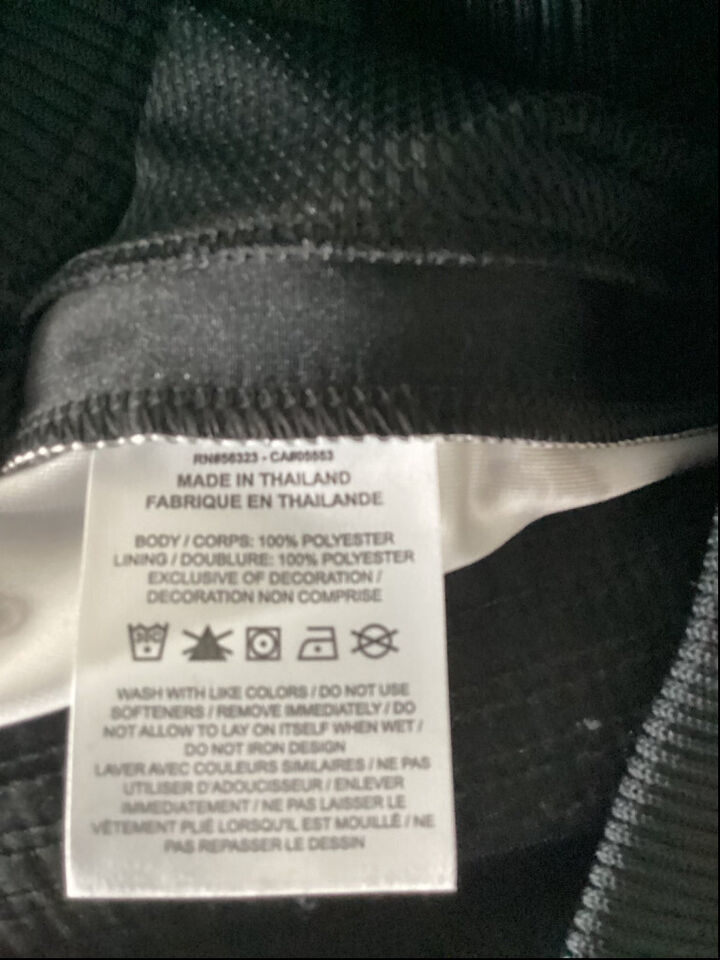 RN#56323 - CA#05553
MADE IN THAILAND
FABRIQUE EN THAILANDE
BODY / CORPS: 100% POLYESTER
LINING / DOUBLURE: 100% POLYESTER
EXCLUSIVE OF DECORATION /
DECORATION NON COMPRISE
WASH WITH LIKE COLORS / DO NOT USE
SOFTENERS / REMOVE IMMEDIATELY / DO
NOT ALLOW TO LAY ON ITSELF WHEN WET /
DO NOT IRON DESIGN
LAVER AVEC COULEURS SIMILAIRES / NE PAS
UTILISER D'ADOUCISSEUR / ENLEVER
IMMEDIATEMENT / NE PAS LAISSER LE
VÊTEMENT PLIÉ LORSQU'IL EST MOUILLÉ / NE
PAS REPASSER LE DESSIN